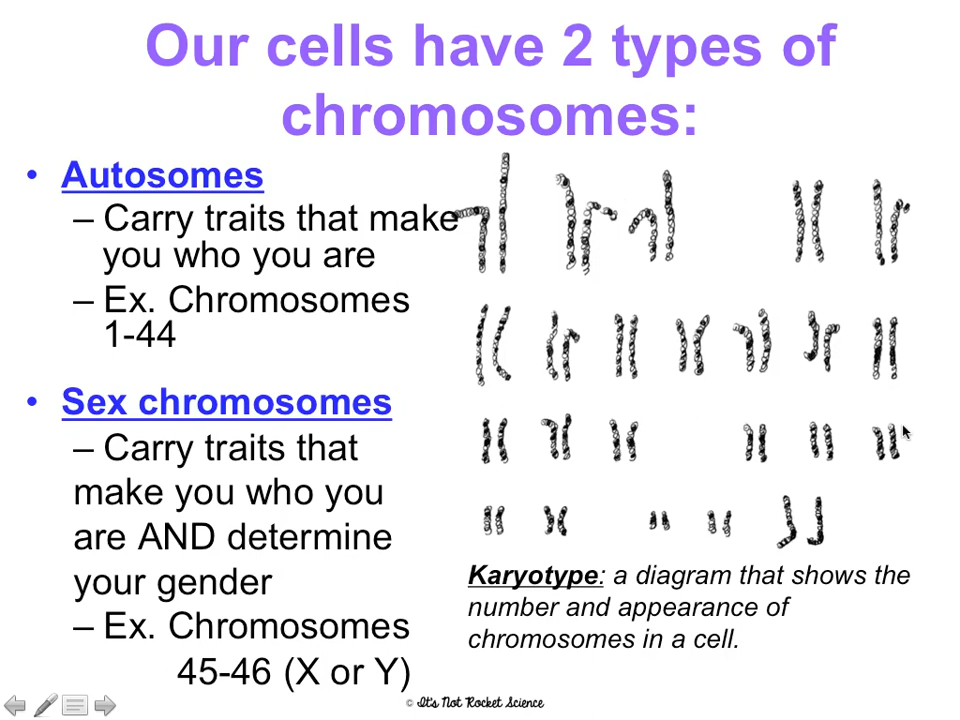 Our cells have 2 types of
chromosomes:
• Autosomes
– Carry traits that make
you who you are
– Ex. Chromosomes
1-44
• Sex chromosomes
– Carry traits that
make you who you
are AND determine
your gender
– Ex. Chromosomes
45-46 (X or Y)
Karyotype: a diagram that shows the
number and appearance of
chromosomes in a cell.
© It's Not Rocket Science